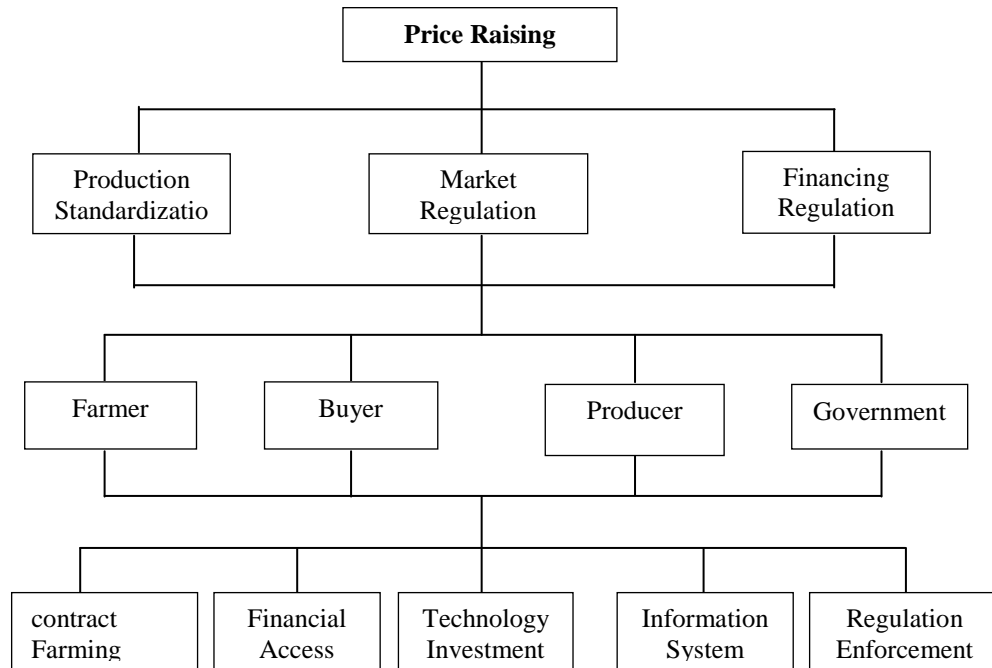 Price Raising
Production
Standardizatio
Market
Regulation
Financing
Regulation
Farmer
Buyer
Producer
Government
contract
Farming
Financial
Access
Technology
Investment
Information
System
Regulation
Enforcement